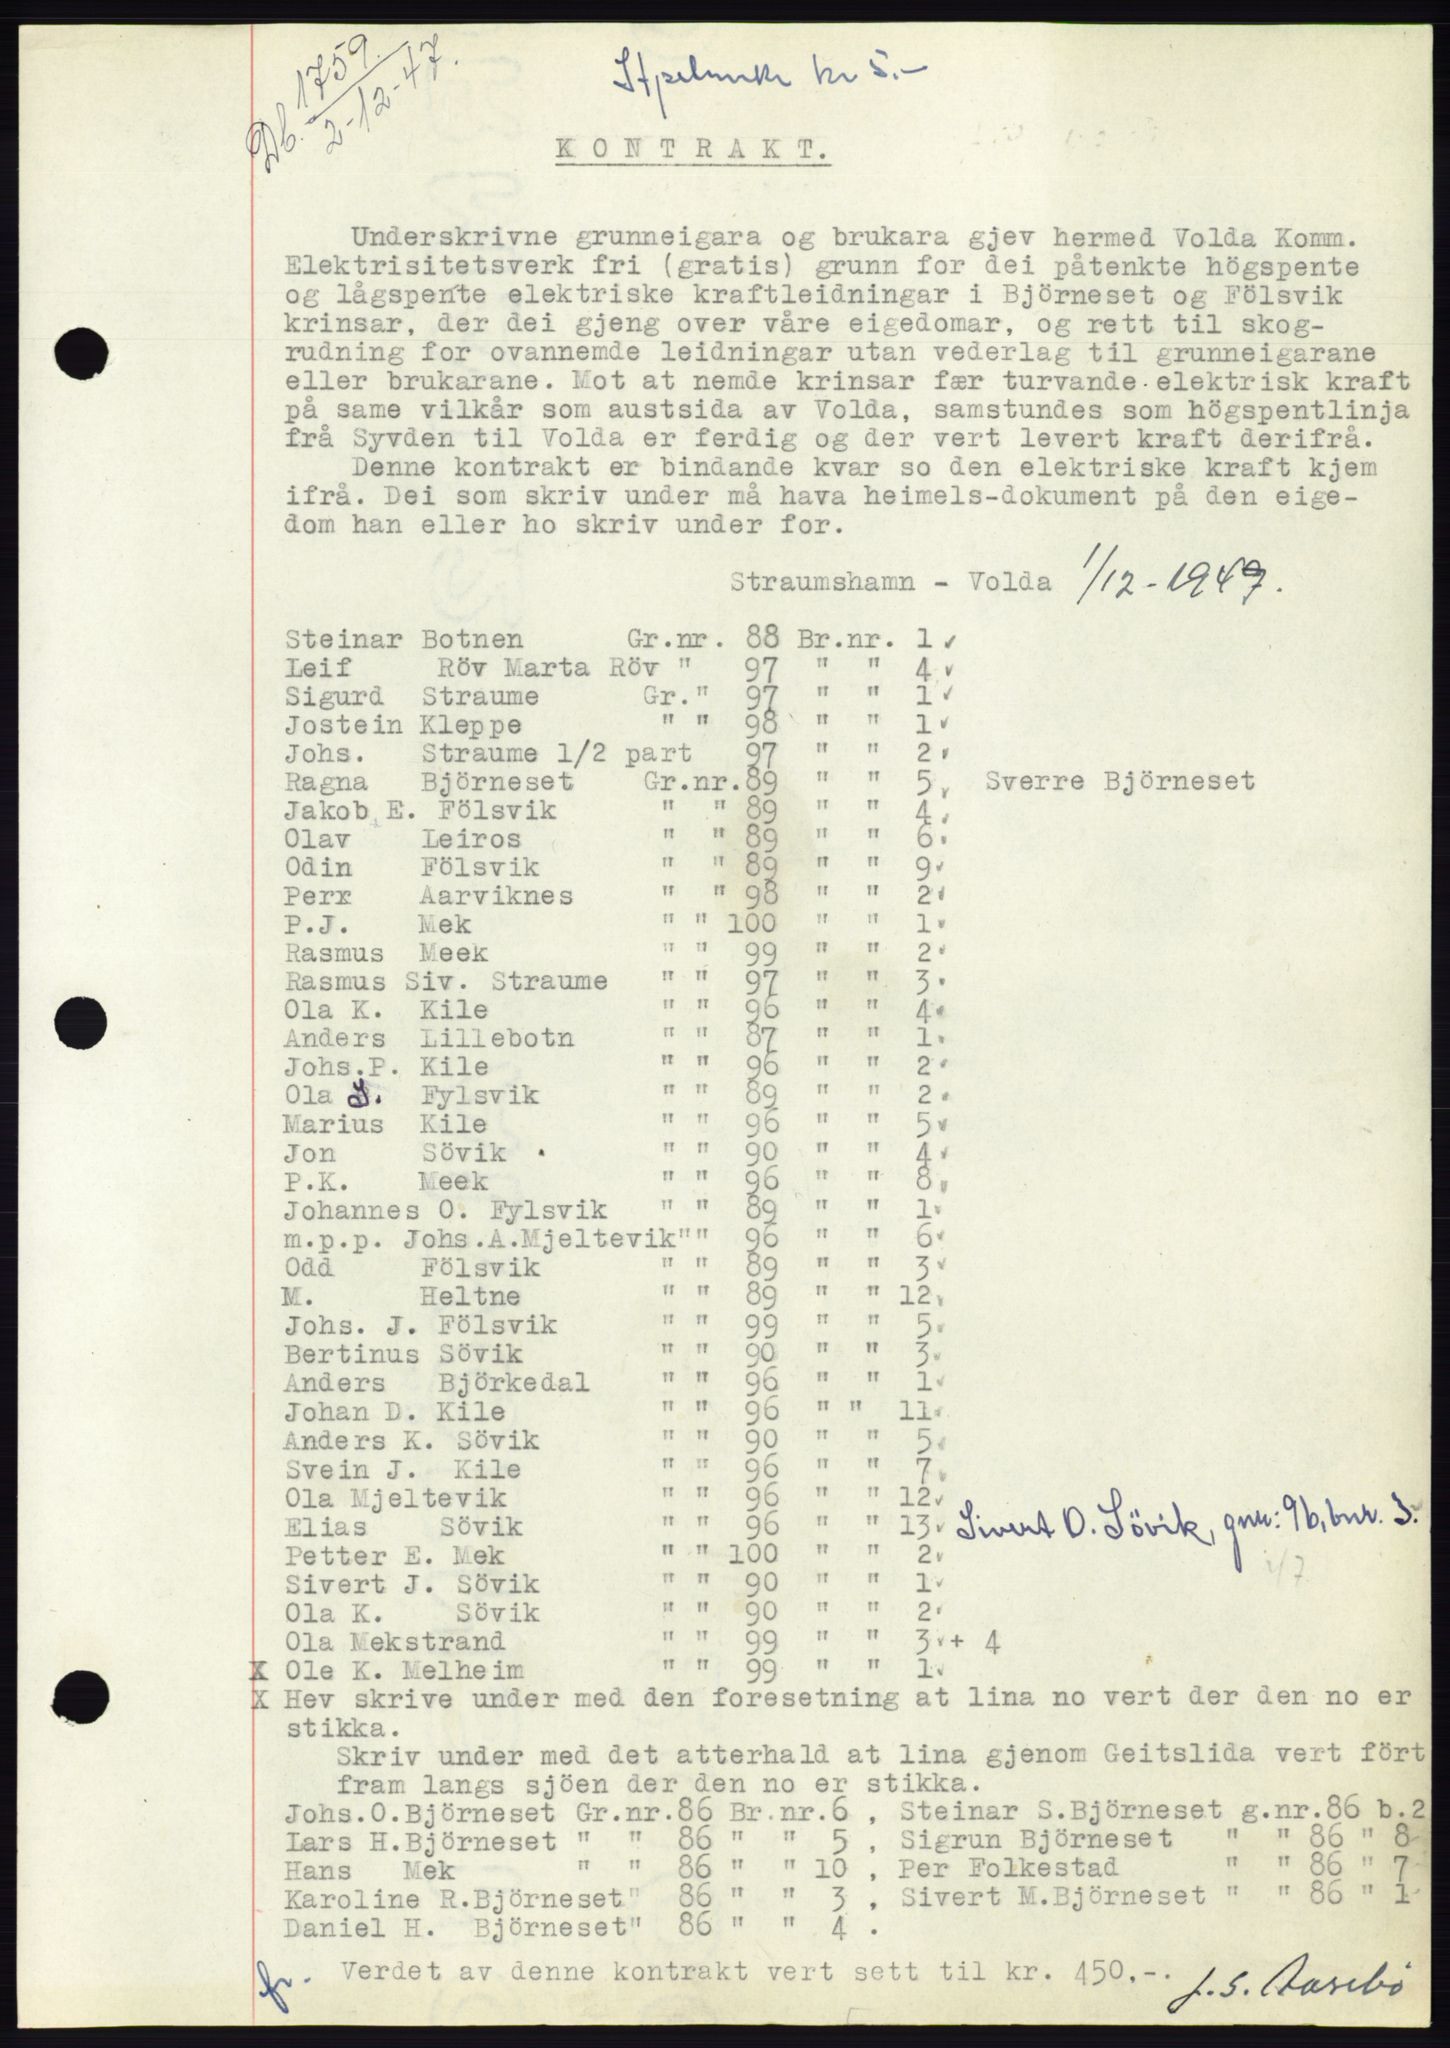 Db. 1759.
2-12-47.
Stpelmerke kr 5.-
KONTRAKT.
Underskrivne grunneigara og brukara gjev hermed Volda Komm.
Elektrisitetsverk fri (gratis) grunn for dei påtenkte högspente
og lågspente elektriske kraftleidningar i Björneset og Fölsvik
krinsar, der dei gjeng over våre eigedomar, og rett til skog-
rudning for ovannemde leidningar utan vederlag til grunneigarane
eller brukarane. Mot at nemde krinsar fær turvande elektrisk kraft
på same vilkår som austsida av Volda, samstundes som högspentlinja
frå Syvden til Volda er ferdig og der vert levert kraft derifrå.
Denne kontrakt er bindande kvar so den elektriske kraft kjem
ifrå. Dei som skriv under må hava heimels-dokument på den eige-
dom han eller ho skriv under for.
Straumshamn - Volda 1/12-1947.
Steinar Botnen Gr.nr. 88 Br.nr. 1 ✓
Leif Röv Marta Röv " 97 " " 4 ✓
Sigurd Straume Gr." 97 " " 1 ✓
Jostein Kleppe " " 98 " " 1 ✓
Johs. Straume 1/2 part 97 " " 2 ✓
Ragna Björneset Gr.nr.89 " " 5 ✓ Sverre Björneset
Jakob E. Fölsvik " " 89 " " 4 ✓
Olav Leiros " " 89 " " 6 ✓
Odin Fölsvik " " 89 " " 9 ✓
Perx Aarviknes " " 98 " " 2 ✓
P.J. Mek " " 100 " " 1 ✓
Rasmus Meek " " 99 " " 2 ✓
Rasmus Siv. Straume " " 97 " " 3 ✓
Ola K. Kile " " 96 " " 4 ✓
Anders Lillebotn " " 87 " " 1 ✓
Johs.P. Kile " " 96 " " 2 ✓
Ola J. Fylsvik " " 89 " " 2 ✓
Marius Kile " " 96 " " 5 ✓
Jon Sövik " " 90 " " 4 ✓
P.K. Meek " " 96 " " 8 ✓
Johannes O. Fylsvik " " 89 " " 1 ✓
m.p.p. Johs.A.Mjeltevik"" 96 " " 6 ✓
Odd Fölsvik " " 89 " " 3 ✓
M. Heltne " " 89 " " 12 ✓
Johs. J. Fölsvik " " 99 " " 5 ✓
Bertinus Sövik " " 90 " " 3 ✓
Anders Björkedal " " 96 " " 1 ✓
Johan D. Kile " " 96 " " 11 ✓
Anders K. Sövik " " 90 " " 5 ✓
Svein J. Kile " " 96 " " 7 ✓
Ola Mjeltevik " " 96 " " 12 ✓
Elias Sövik " " 96 " " 13 ✓ Sivert O. Sövik, gnr: 96, bnr. 3.
Petter E. Mek " " 100 " " 2 ✓
Sivert J. Sövik " " 90 " " 1 ✓
Ola K. Sövik " " 90 " " 2 ✓
Ola Mekstrand " " 99 " " 3 ✓ + 4
X Ole K. Melheim " " 99 " " 1 ✓
X Hev skrive under med den foresetning at lina no vert der den no er
stikka.
Skriv under med det atterhald at lina gjenom Geitslida vert fört
fram langs sjöen der den no er stikka.
Johs.O.Björneset Gr.nr.86 Br.nr.6 , Steinar S.Björneset g.nr.86 b.2
Lars H.Björneset " " 86 " " 5 , Sigrun Björneset " " 86 " 8
Hans Mek " " 86 " " 10 , Per Folkestad " " 86 " 7
Karoline R.Björneset" 86 " " 3 , Sivert M.Björneset " " 86 " 1
Daniel H. Björneset" 86 " " 4 .
fr. Verdet av denne kontrakt vert sett til kr. 450.-. J. S. Aasebö